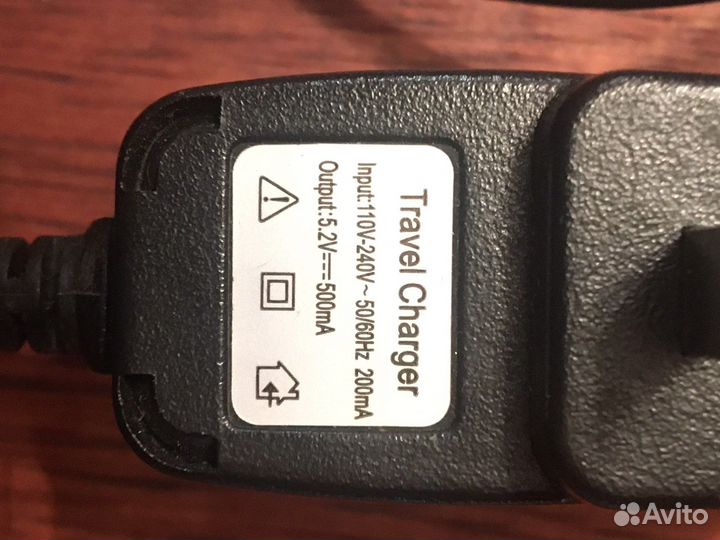 Travel Charger
Input:110V-240V~50/60Hz 200mA
Output:5.2V⎓500mA
Avito